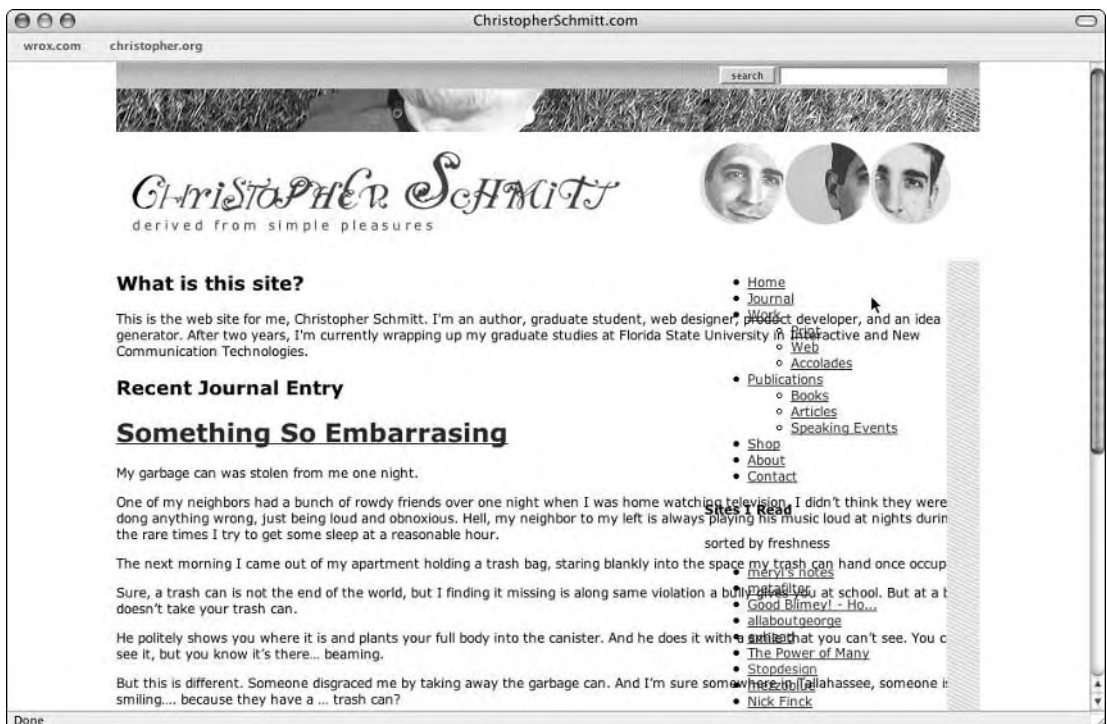 ChristopherSchmitt.com
wrox.com christopher.org
search
CHriSToPHEr ScHMiTT
derived from simple pleasures
What is this site?
This is the web site for me, Christopher Schmitt. I'm an author, graduate student, web designer, product developer, and an idea
generator. After two years, I'm currently wrapping up my graduate studies at Florida State University in Interactive and New
Communication Technologies.
Recent Journal Entry
Something So Embarrasing
My garbage can was stolen from me one night.
One of my neighbors had a bunch of rowdy friends over one night when I was home watching television. I didn't think they were
dong anything wrong, just being loud and obnoxious. Hell, my neighbor to my left is always playing his music loud at nights durin
the rare times I try to get some sleep at a reasonable hour.
The next morning I came out of my apartment holding a trash bag, staring blankly into the space my trash can hand once occup
Sure, a trash can is not the end of the world, but I finding it missing is along same violation a bully gives you at school. But at a b
doesn't take your trash can.
He politely shows you where it is and plants your full body into the canister. And he does it with a smile that you can't see. You c
see it, but you know it's there... beaming.
But this is different. Someone disgraced me by taking away the garbage can. And I'm sure somewhere in Tallahassee, someone is
smiling.... because they have a ... trash can?
Home
Journal
Work
Print
Web
Accolades
Publications
Books
Articles
Speaking Events
Shop
About
Contact
Sites I Read
sorted by freshness
meryl's notes
metafilter
Good Blimey! - Ho...
allaboutgeorge
The Power of Many
Stopdesign
mezzoblue
Nick Finck
Done